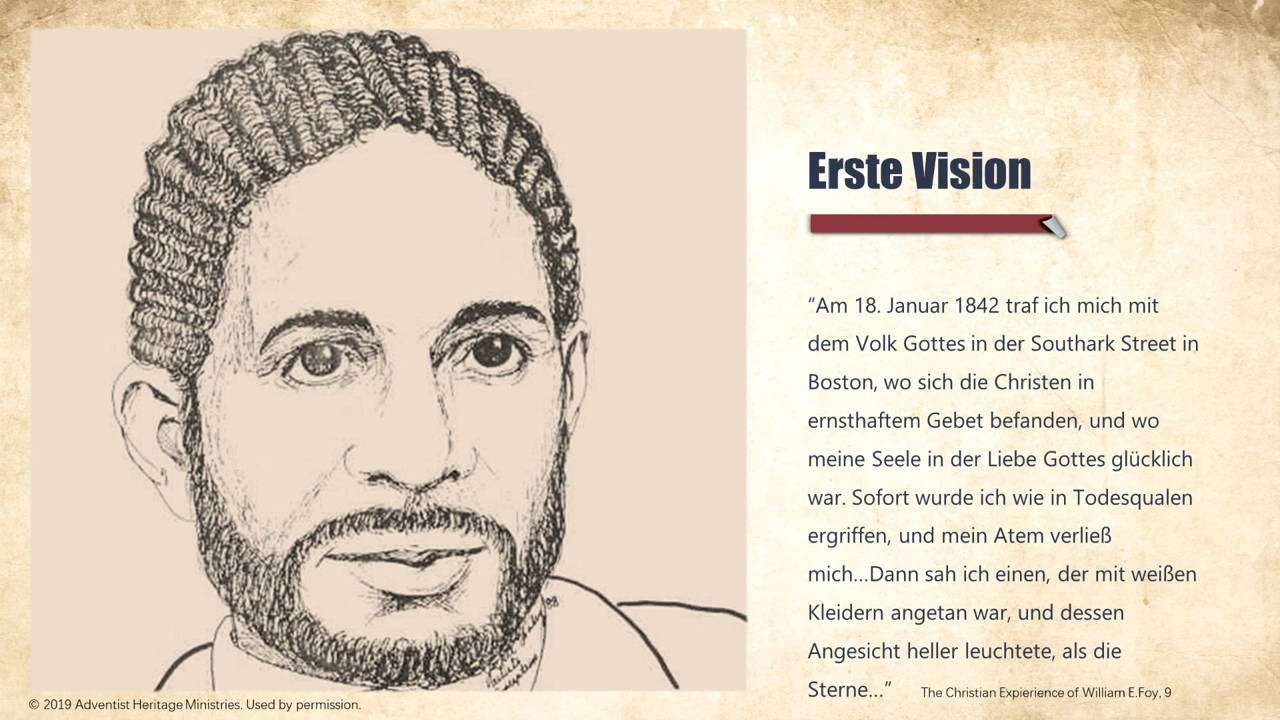 Erste Vision
“Am 18. Januar 1842 traf ich mich mit
dem Volk Gottes in der Southark Street in
Boston, wo sich die Christen in
ernsthaftem Gebet befanden, und wo
meine Seele in der Liebe Gottes glücklich
war. Sofort wurde ich wie in Todesqualen
ergriffen, und mein Atem verließ
mich...Dann sah ich einen, der mit weißen
Kleidern angetan war, und dessen
Angesicht heller leuchtete, als die
Sterne...”
The Christian Expierience of William E.Foy, 9
© 2019 Adventist Heritage Ministries. Used by permission.